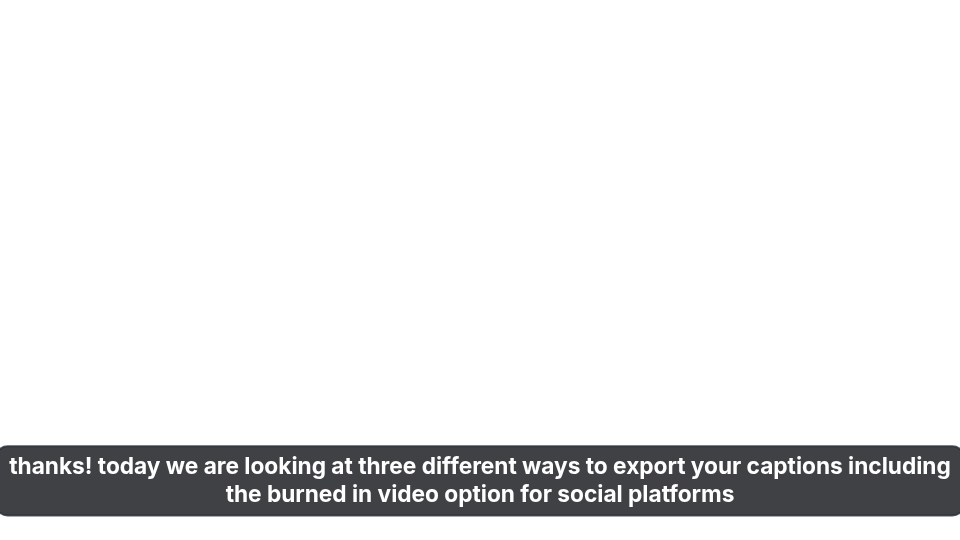 thanks! today we are looking at three different ways to export your captions including
the burned in video option for social platforms